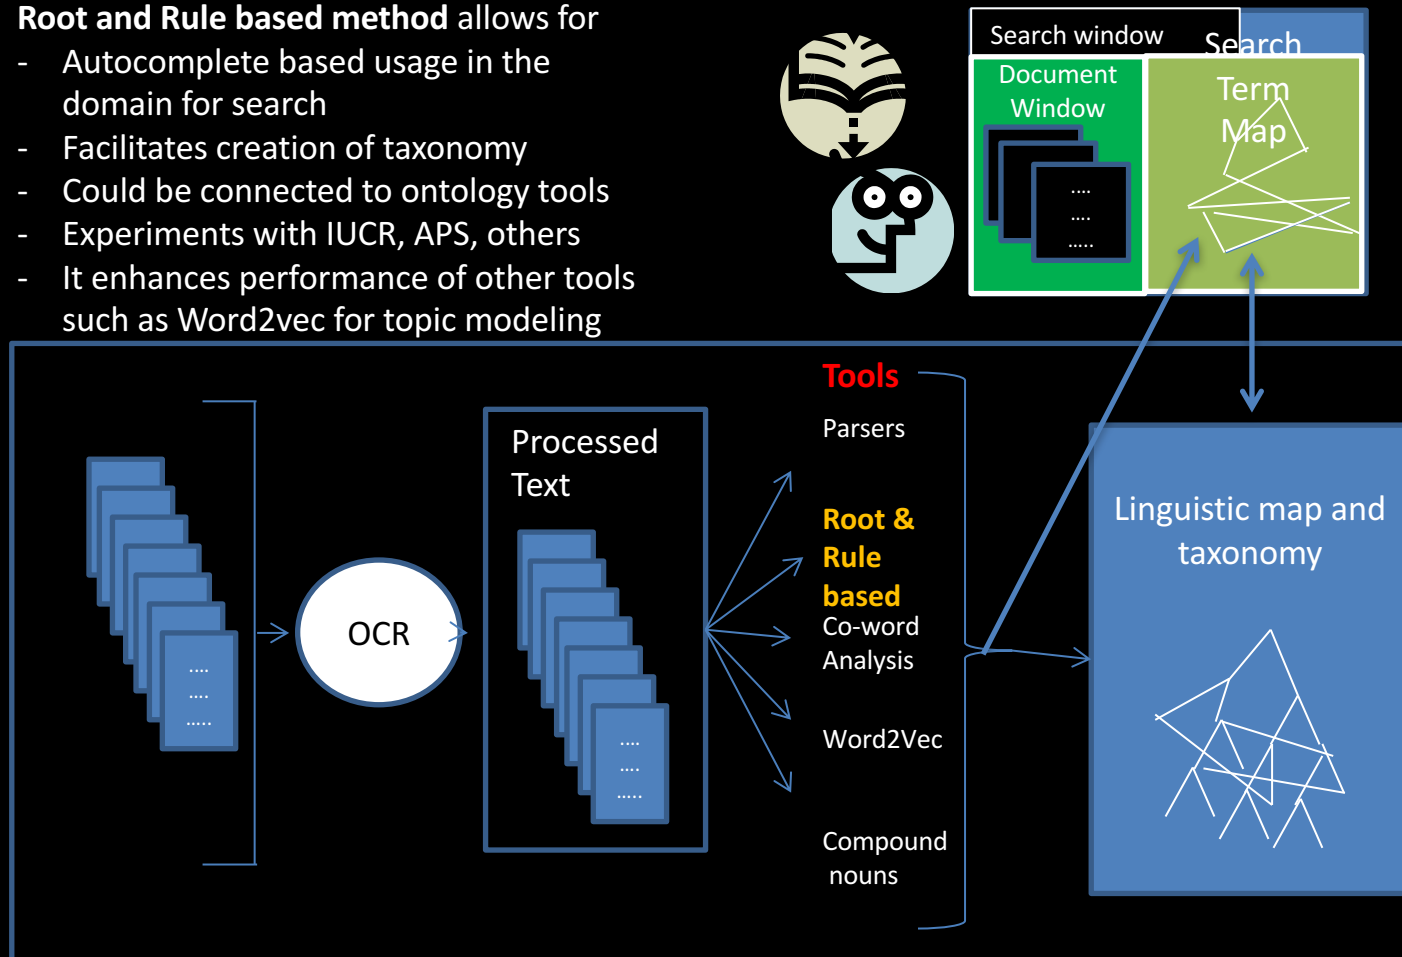 Root and Rule based method allows for
- Autocomplete based usage in the
domain for search
- Facilitates creation of taxonomy
- Could be connected to ontology tools
- Experiments with IUCR, APS, others
- It enhances performance of other tools
such as Word2vec for topic modeling
Search window
Search
Document
Window
....
....
.....
Term
Map
....
....
.....
OCR
Processed
Text
....
....
.....
Tools
Parsers
Root &
Rule
based
Co-word
Analysis
Word2Vec
Compound
nouns
Linguistic map and
taxonomy